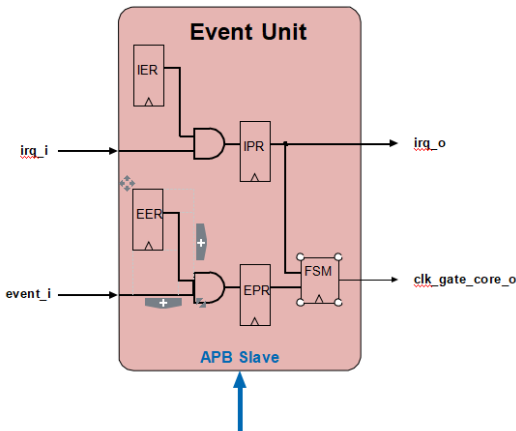 Event Unit
IER
irq_i
IPR
irq_o
EER
FSM
event_i
EPR
clk_gate_core_o
APB Slave